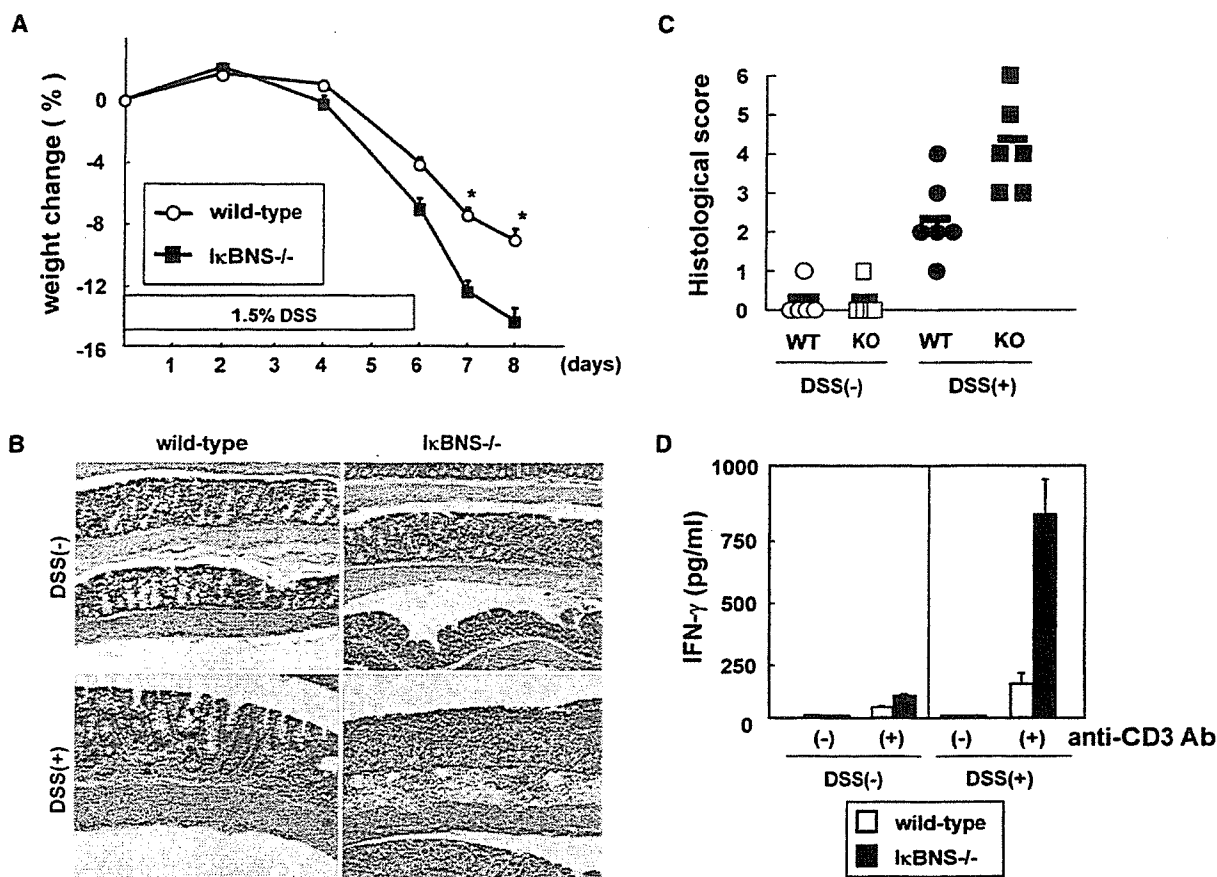 A
weight change ( % )
0
-4
-8
-12
-16
wild-type
IκBNS-/-
1.5% DSS
*
*
1 2 3 4 5 6 7 8 (days)
C
Histological score
6
5
4
3
2
1
0
WT KO WT KO
DSS(-) DSS(+)
B
wild-type IκBNS-/-
DSS(-)
DSS(+)
D
IFN-γ (pg/ml)
1000
750
500
250
0
(-) (+) (-) (+) anti-CD3 Ab
DSS(-) DSS(+)
wild-type
IκBNS-/-